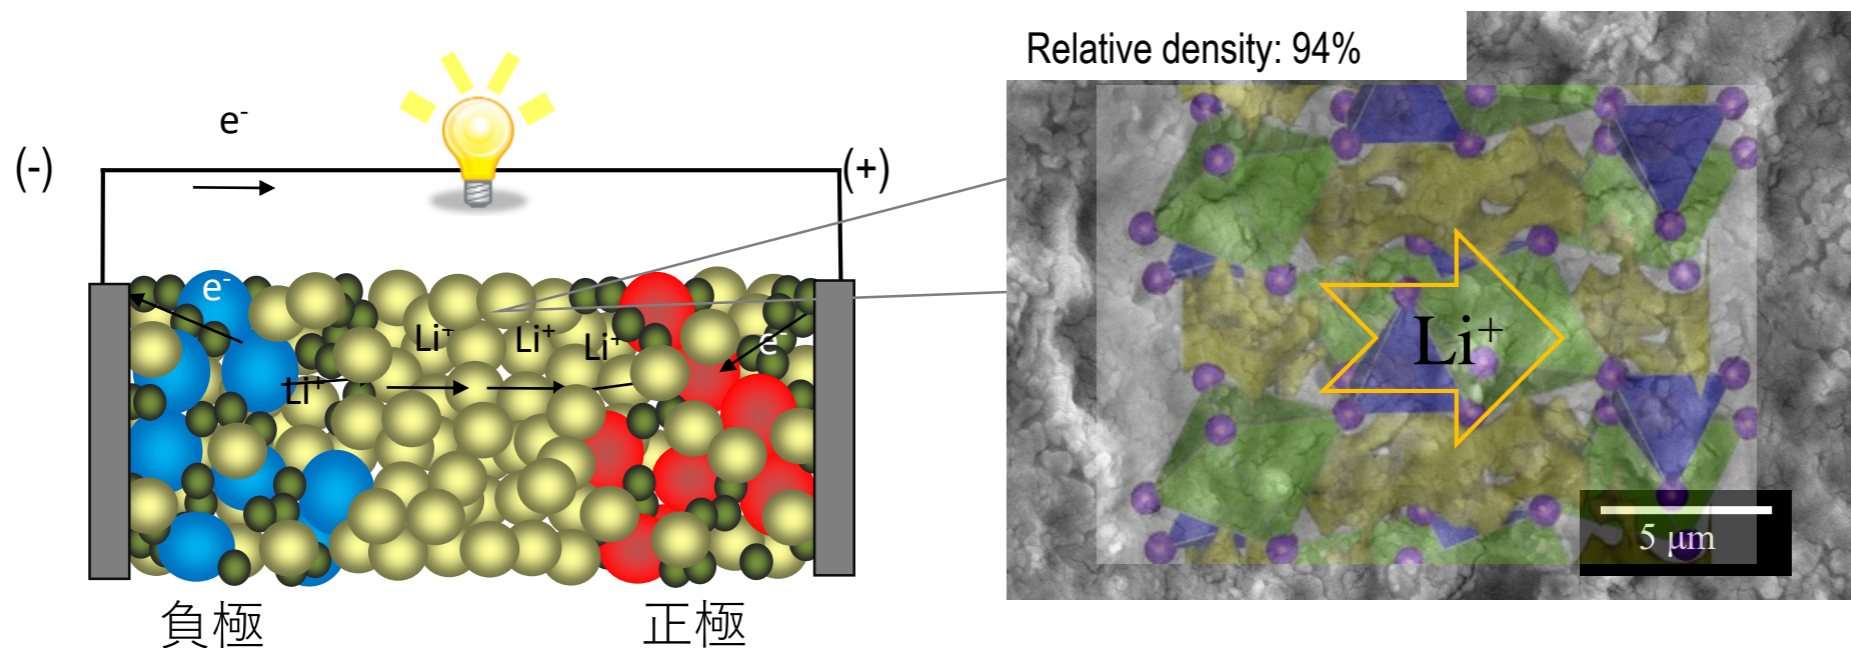 Relative density: 94%
e-
(-)
(+)
e-
Li+
Li+
Li+
e-
Li+
Li+
5 μm
負極
正極